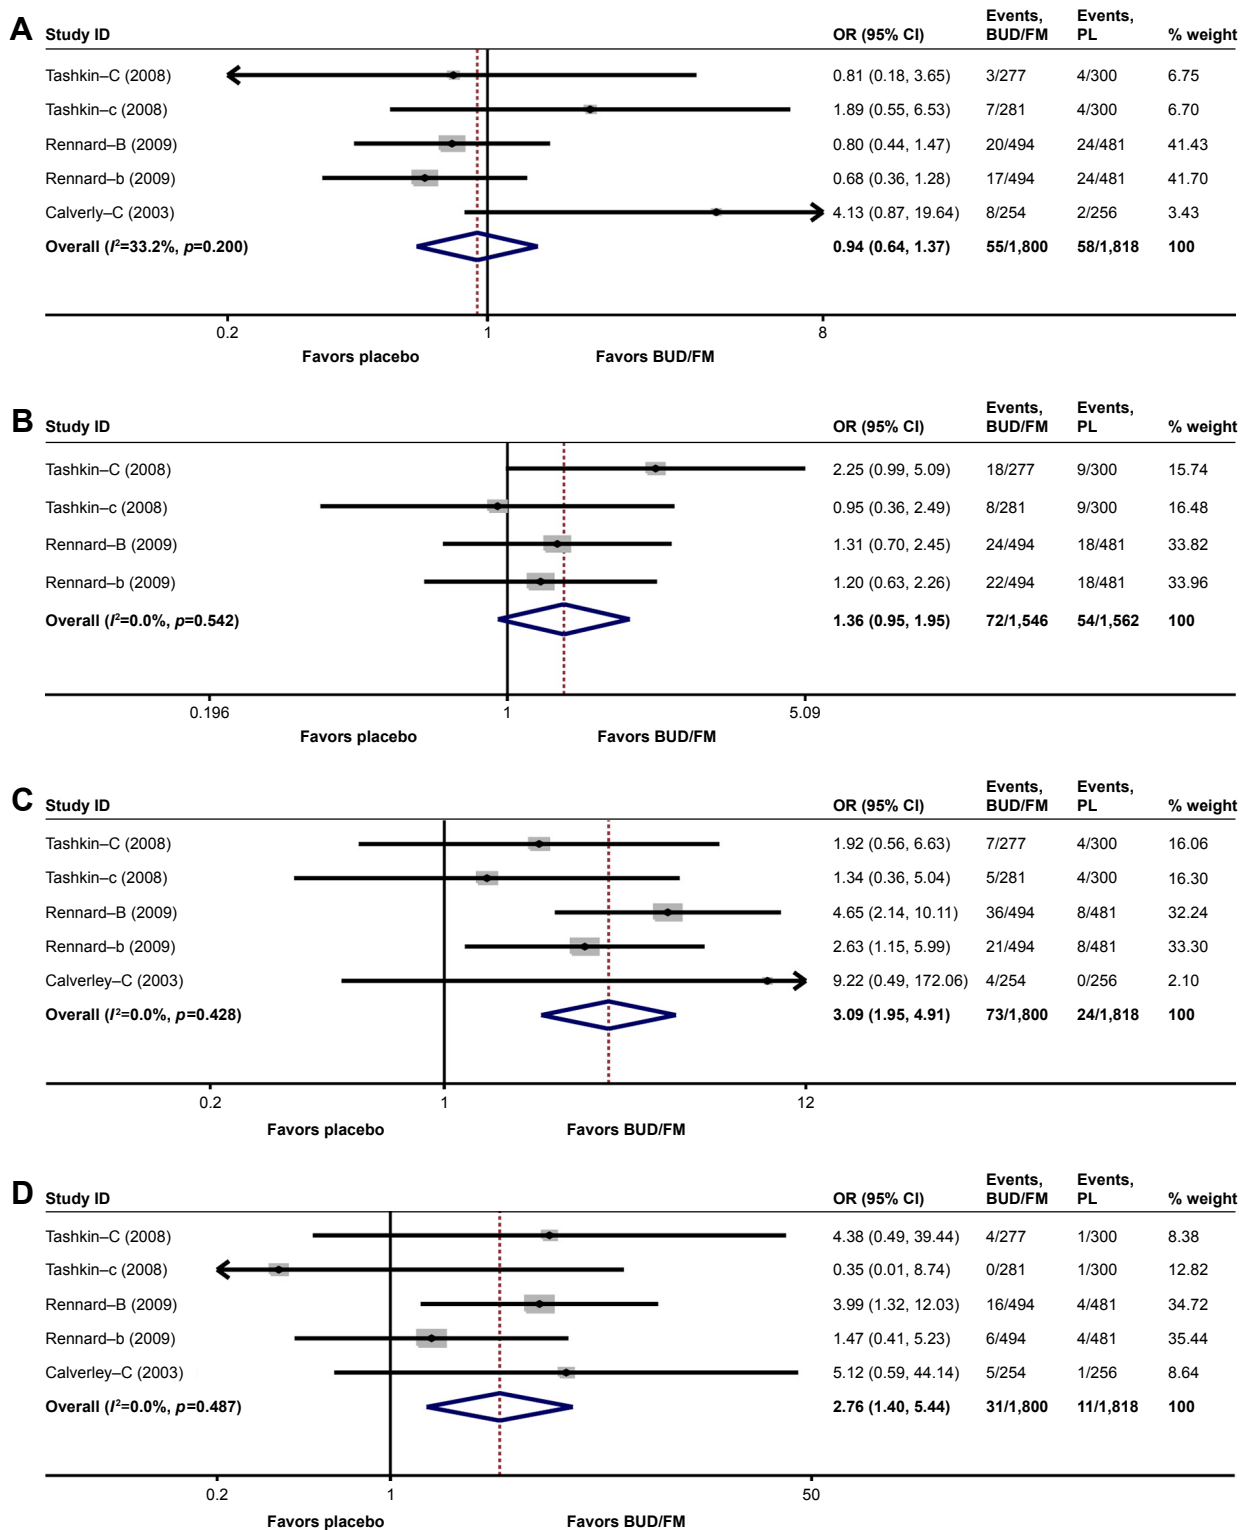 A
Study ID OR (95% CI) Events, BUD/FM Events, PL % weight
Tashkin–C (2008) 0.81 (0.18, 3.65) 3/277 4/300 6.75
Tashkin–c (2008) 1.89 (0.55, 6.53) 7/281 4/300 6.70
Rennard–B (2009) 0.80 (0.44, 1.47) 20/494 24/481 41.43
Rennard–b (2009) 0.68 (0.36, 1.28) 17/494 24/481 41.70
Calverly–C (2003) 4.13 (0.87, 19.64) 8/254 2/256 3.43
Overall (I²=33.2%, p=0.200) 0.94 (0.64, 1.37) 55/1,800 58/1,818 100
0.2 1 8
Favors placebo Favors BUD/FM
B
Study ID OR (95% CI) Events, BUD/FM Events, PL % weight
Tashkin–C (2008) 2.25 (0.99, 5.09) 18/277 9/300 15.74
Tashkin–c (2008) 0.95 (0.36, 2.49) 8/281 9/300 16.48
Rennard–B (2009) 1.31 (0.70, 2.45) 24/494 18/481 33.82
Rennard–b (2009) 1.20 (0.63, 2.26) 22/494 18/481 33.96
Overall (I²=0.0%, p=0.542) 1.36 (0.95, 1.95) 72/1,546 54/1,562 100
0.196 1 5.09
Favors placebo Favors BUD/FM
C
Study ID OR (95% CI) Events, BUD/FM Events, PL % weight
Tashkin–C (2008) 1.92 (0.56, 6.63) 7/277 4/300 16.06
Tashkin–c (2008) 1.34 (0.36, 5.04) 5/281 4/300 16.30
Rennard–B (2009) 4.65 (2.14, 10.11) 36/494 8/481 32.24
Rennard–b (2009) 2.63 (1.15, 5.99) 21/494 8/481 33.30
Calverley–C (2003) 9.22 (0.49, 172.06) 4/254 0/256 2.10
Overall (I²=0.0%, p=0.428) 3.09 (1.95, 4.91) 73/1,800 24/1,818 100
0.2 1 12
Favors placebo Favors BUD/FM
D
Study ID OR (95% CI) Events, BUD/FM Events, PL % weight
Tashkin–C (2008) 4.38 (0.49, 39.44) 4/277 1/300 8.38
Tashkin–c (2008) 0.35 (0.01, 8.74) 0/281 1/300 12.82
Rennard–B (2009) 3.99 (1.32, 12.03) 16/494 4/481 34.72
Rennard–b (2009) 1.47 (0.41, 5.23) 6/494 4/481 35.44
Calverley–C (2003) 5.12 (0.59, 44.14) 5/254 1/256 8.64
Overall (I²=0.0%, p=0.487) 2.76 (1.40, 5.44) 31/1,800 11/1,818 100
0.2 1 50
Favors placebo Favors BUD/FM